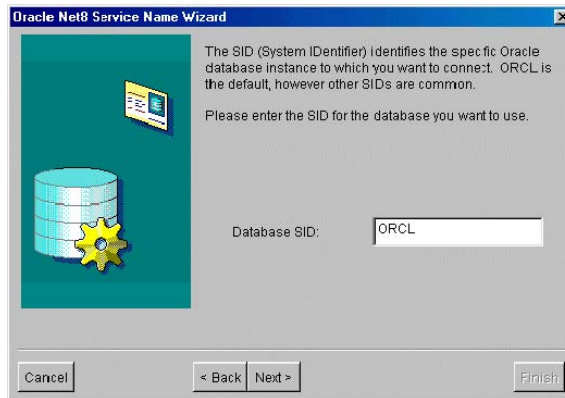 Oracle Net8 Service Name Wizard
The SID (System IDentifier) identifies the specific Oracle
database instance to which you want to connect. ORCL is
the default, however other SIDs are common.
Please enter the SID for the database you want to use.
Database SID:
ORCL
Cancel
< Back
Next >
Finish